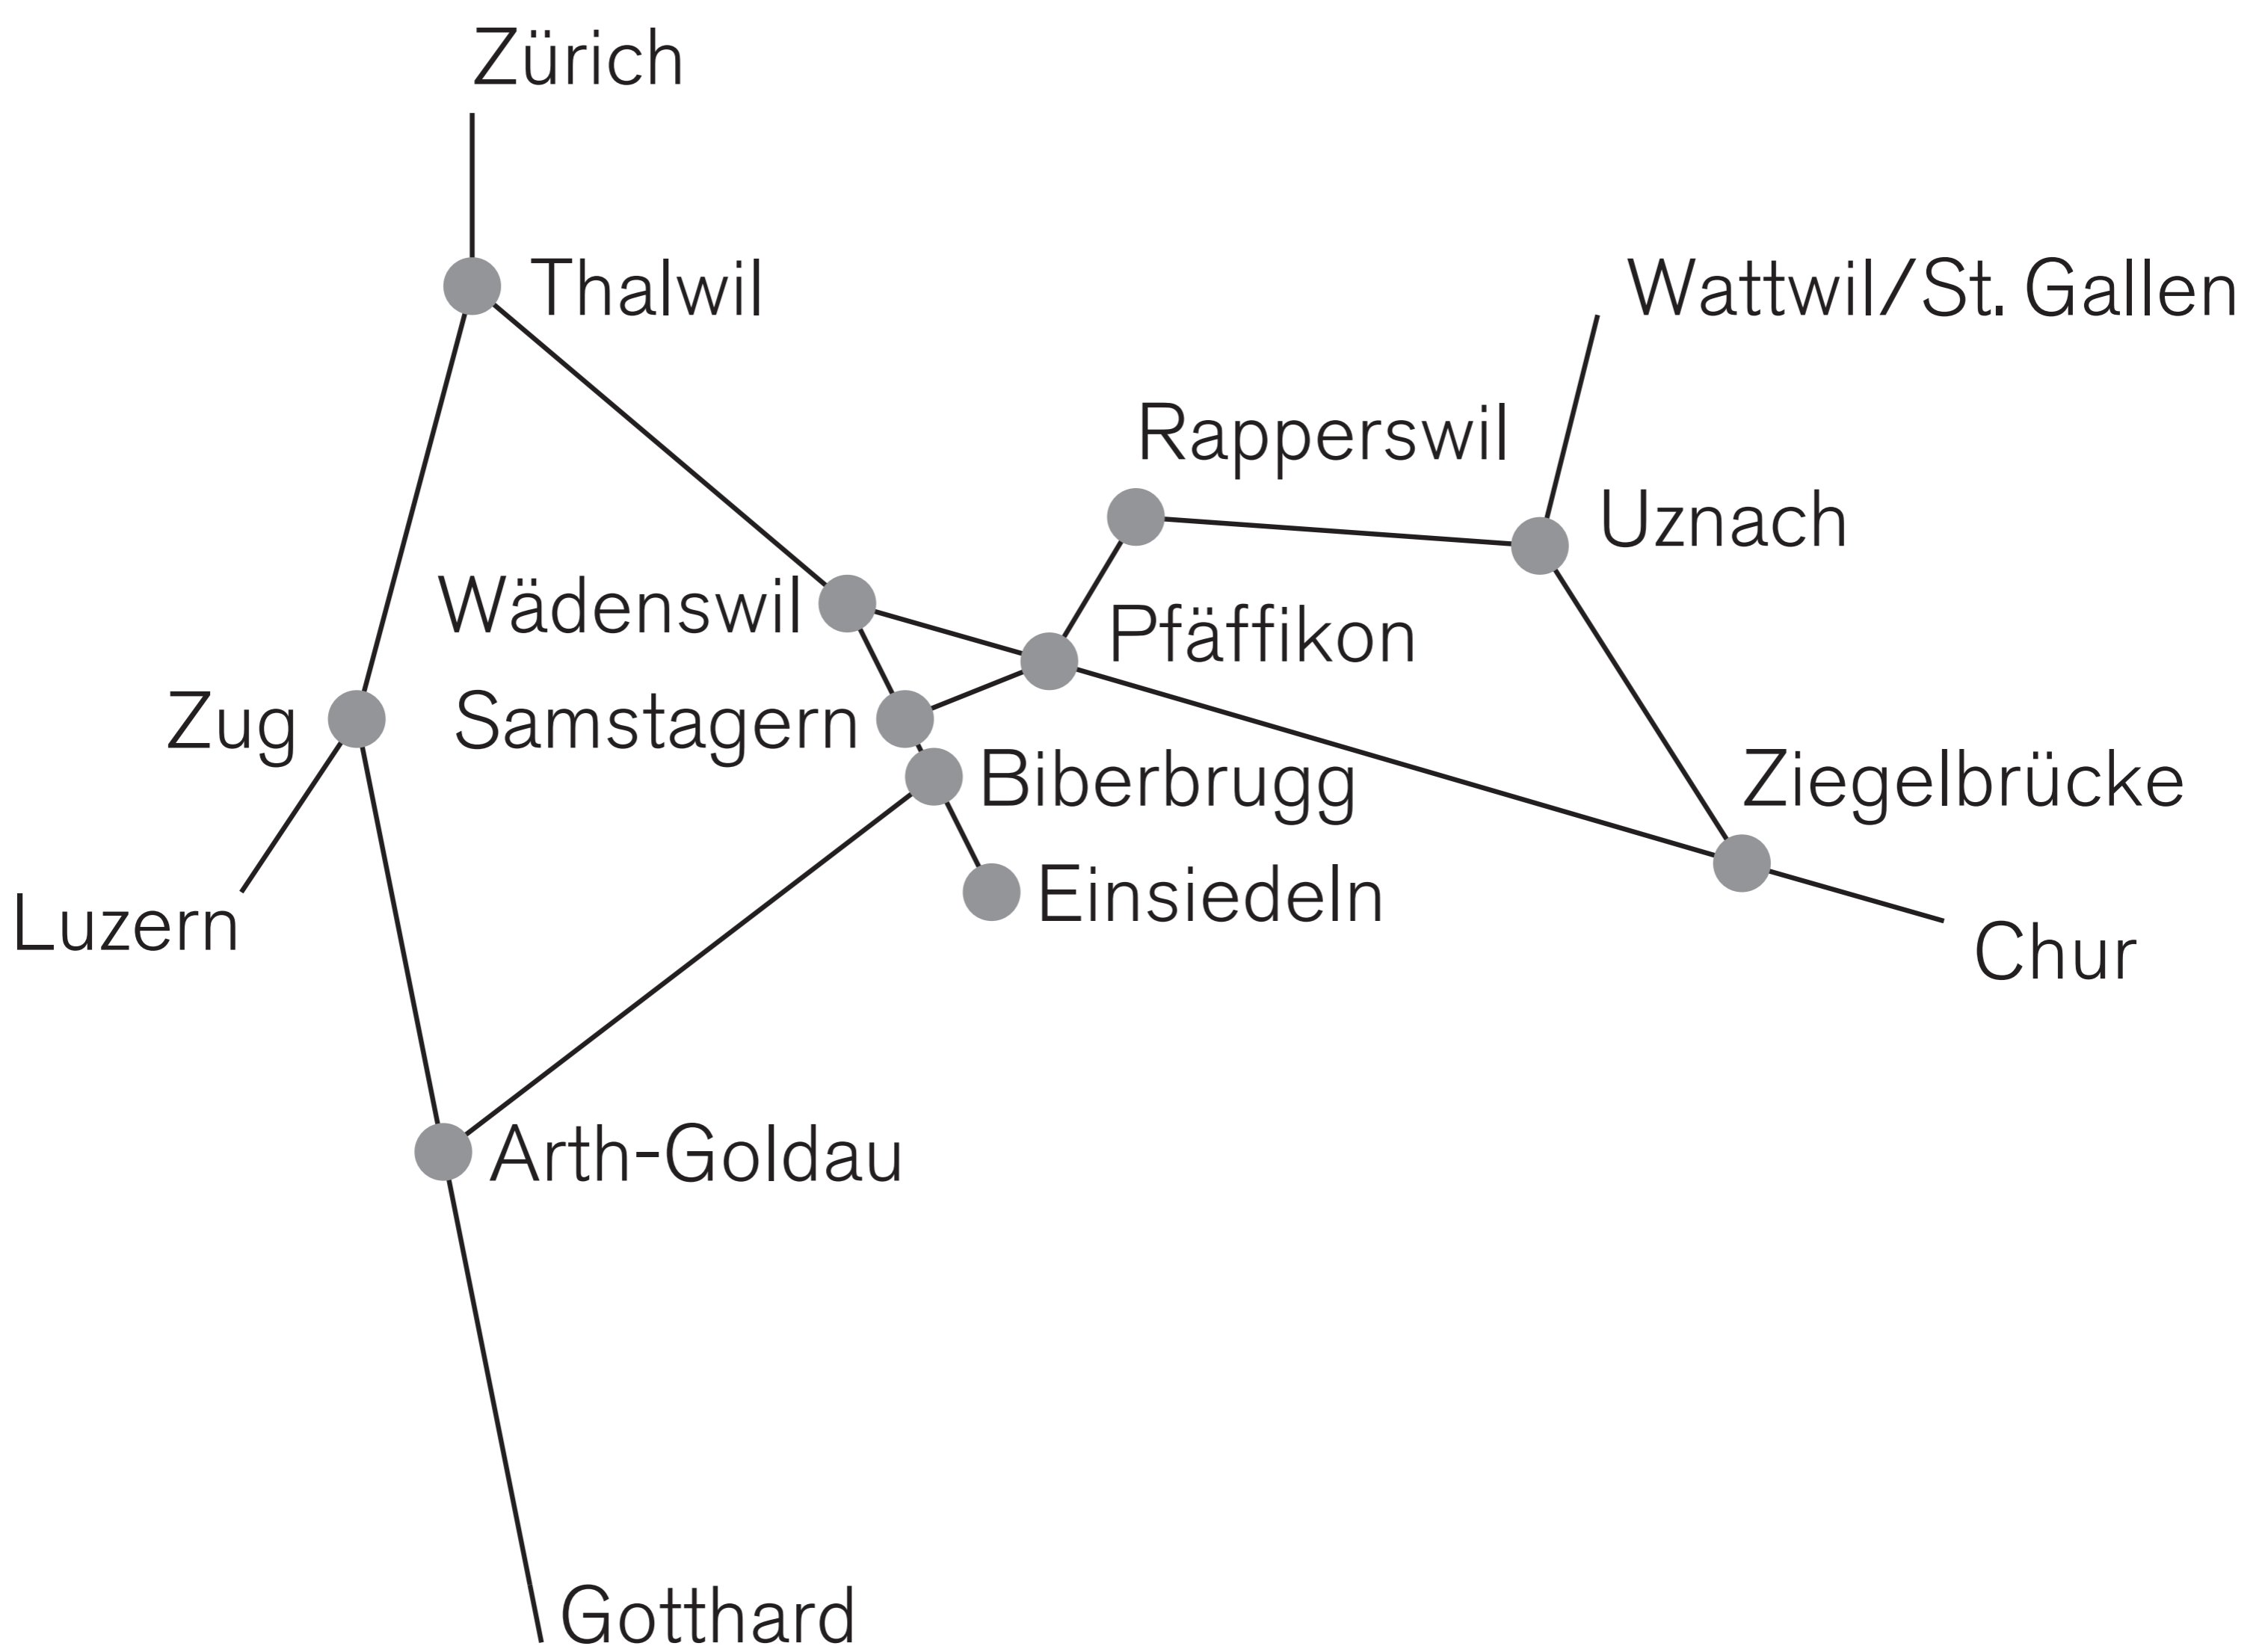 Zürich
Thalwil
Wattwil/St. Gallen
Rapperswil
Uznach
Wädenswil
Pfäffikon
Zug
Samstagern
Biberbrugg
Ziegelbrücke
Einsiedeln
Luzern
Chur
Arth-Goldau
Gotthard